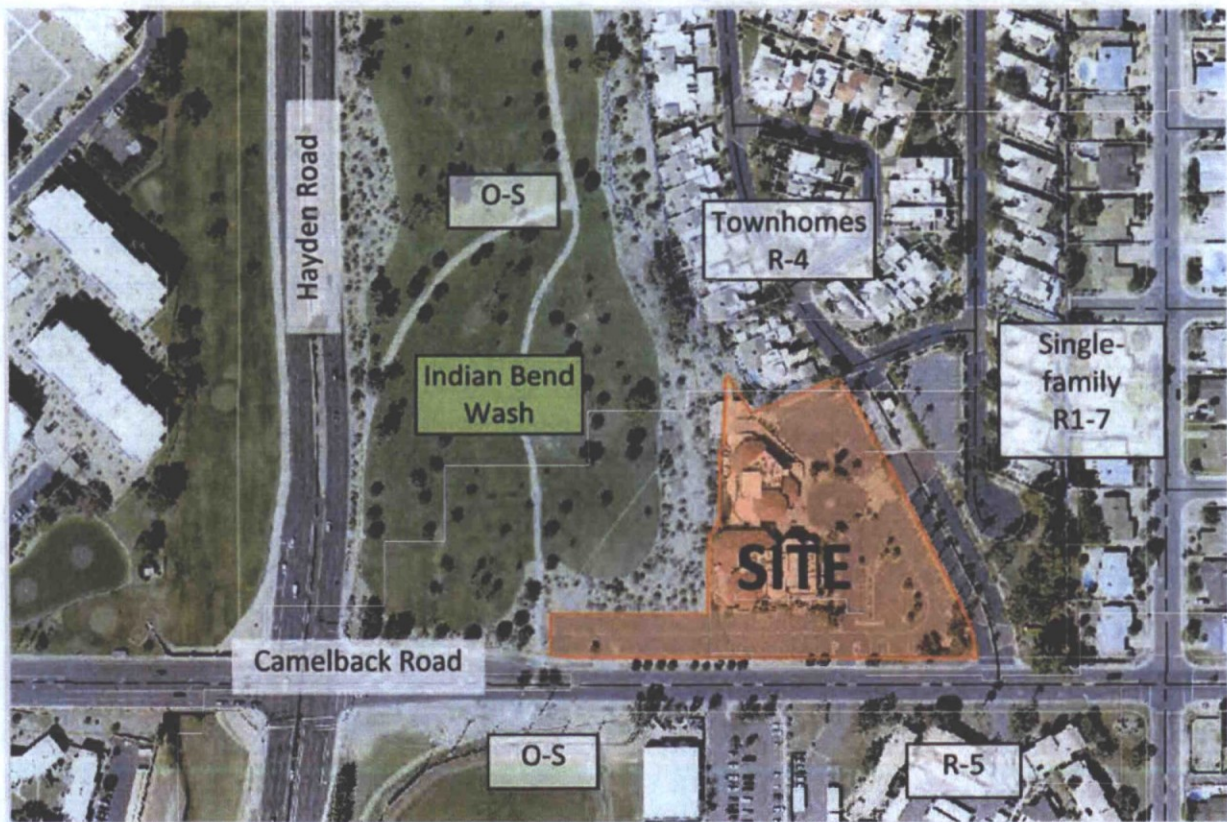 Hayden Road
O-S
Townhomes
R-4
Single-
family
R1-7
Indian Bend
Wash
SITE
Camelback Road
O-S
R-5